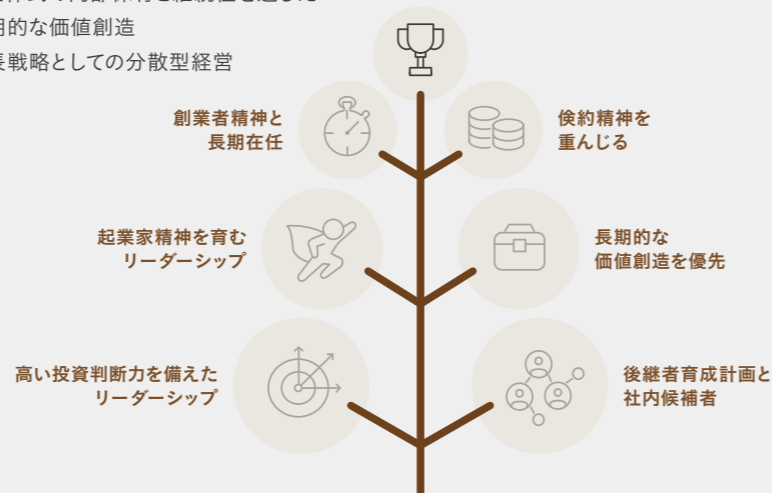 期的な価値創造
長戦略としての分散型経営
創業者精神と
長期在任
倹約精神を
重んじる
起業家精神を育む
リーダーシップ
長期的な
価値創造を優先
高い投資判断力を備えた
リーダーシップ
後継者育成計画と
社内候補者